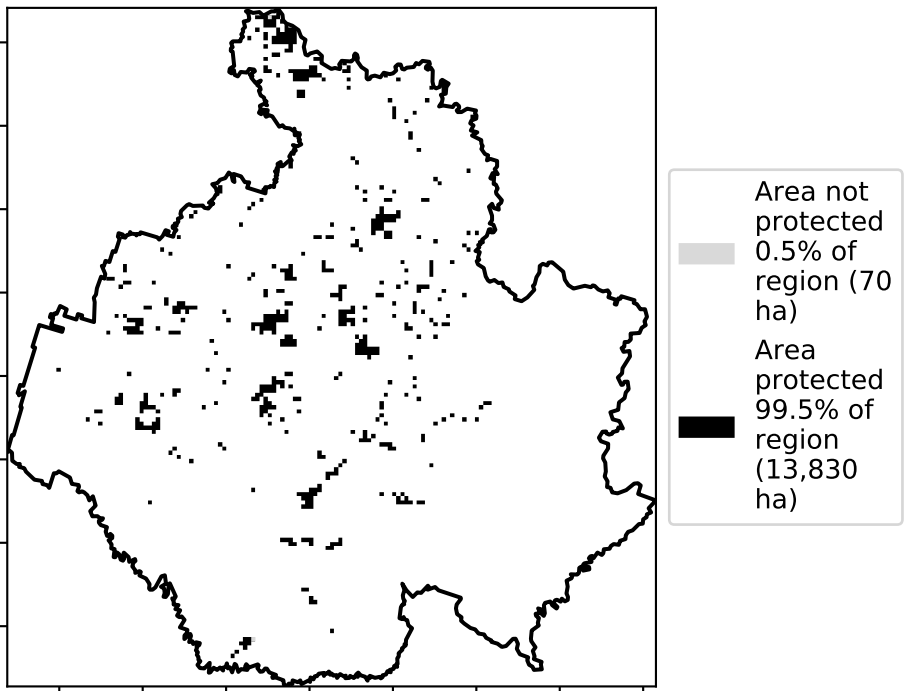 Area not
protected
0.5% of
region (70
ha)
Area
protected
99.5% of
region
(13,830
ha)